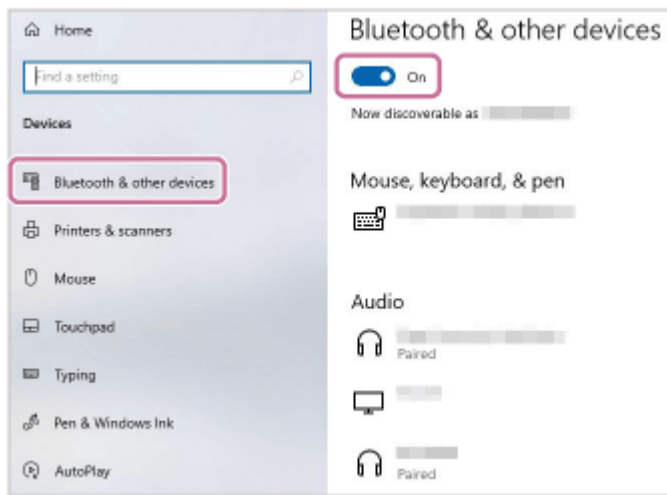 Home
Find a setting
Devices
Bluetooth & other devices
Printers & scanners
Mouse
Touchpad
Typing
Pen & Windows Ink
AutoPlay
Bluetooth & other devices
On
Now discoverable as
Mouse, keyboard, & pen
Audio
Paired
Paired